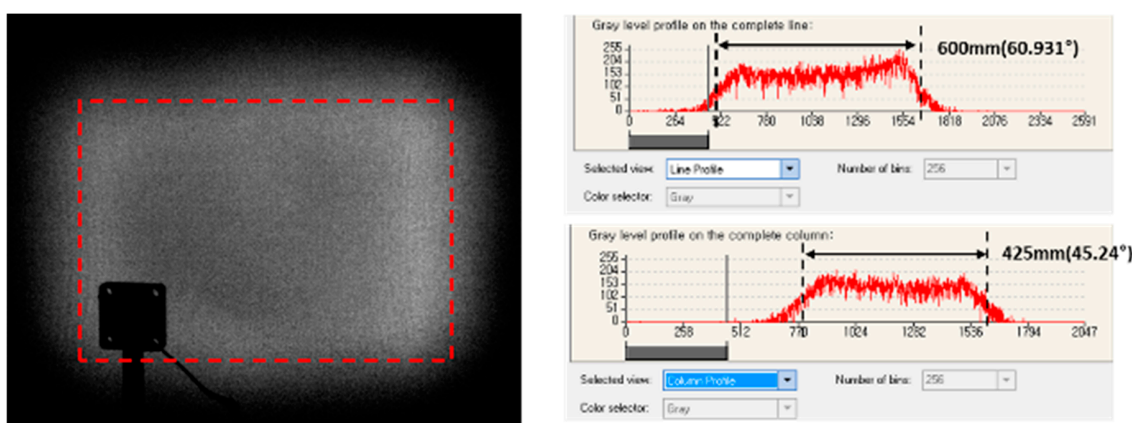 Gray level profile on the complete line:
600mm(60.931°)
255
204
153
102
51
0
0 264 522 780 1038 1296 1554 1818 2076 2334 2591
Selected view: Line Profile Number of bins: 256
Color selector: Gray
Gray level profile on the complete column:
425mm(45.24°)
255
204
153
102
51
0
0 258 512 770 1024 1282 1536 1794 2047
Selected view: Column Profile Number of bins: 256
Color selector: Gray